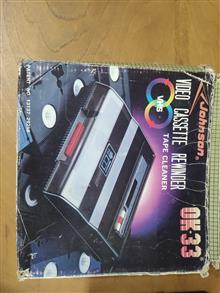 Johnson®
VHS
VIDEO CASSETTE REWINDER
TAPE CLEANER
OK-33